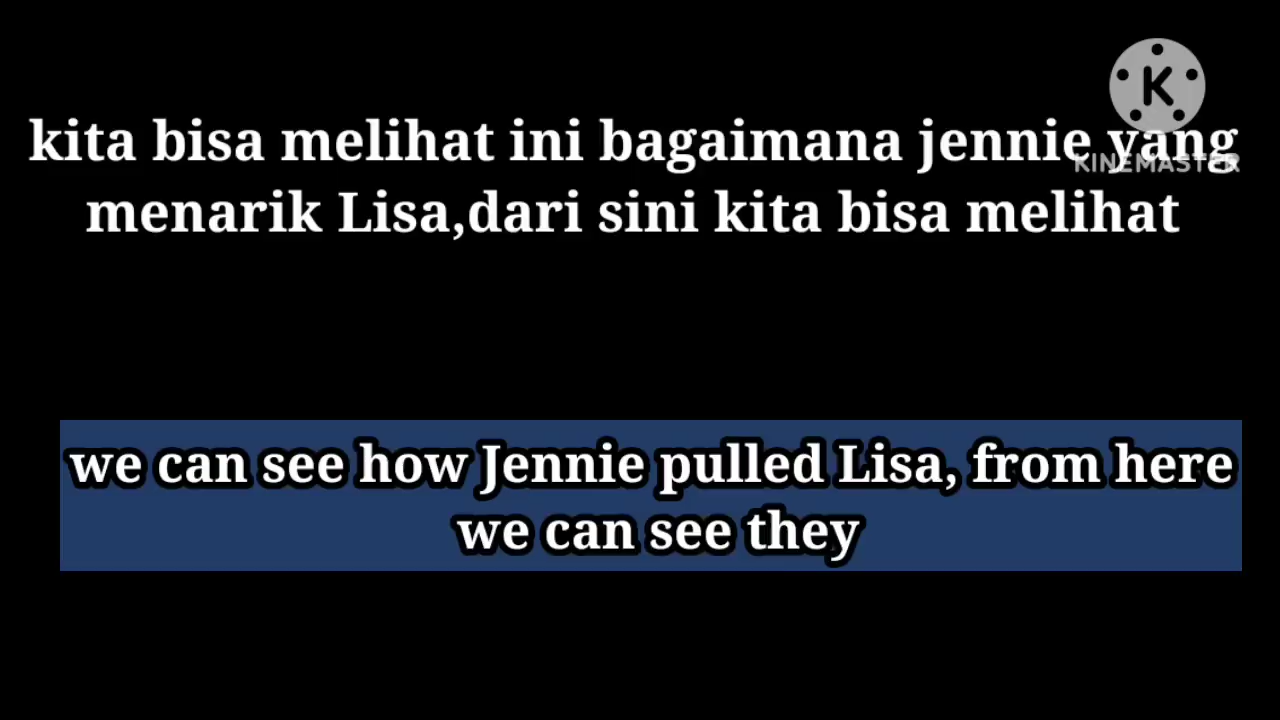 K
kita bisa melihat ini bagaimana jennie yang
KINEMASTER
menarik Lisa,dari sini kita bisa melihat
we can see how Jennie pulled Lisa, from here
we can see they